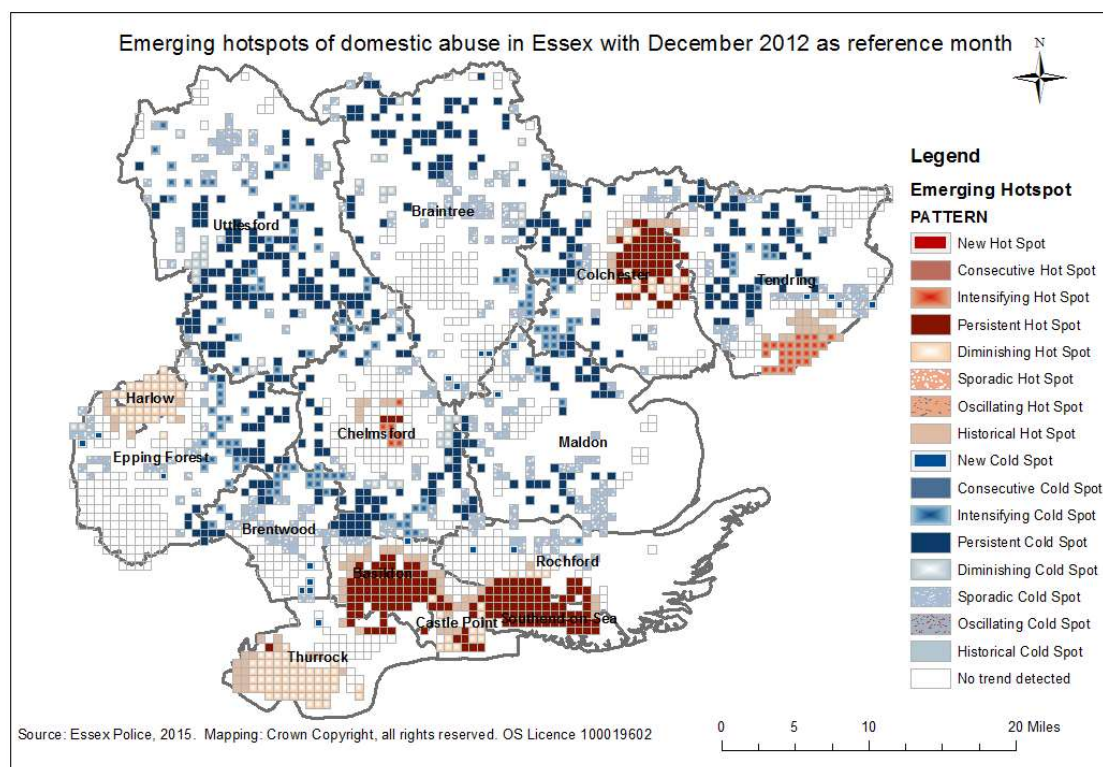 Emerging hotspots of domestic abuse in Essex with December 2012 as reference month
N
Uttlesford
Braintree
Colchester
Tendring
Harlow
Chelmsford
Maldon
Epping Forest
Brentwood
Rochford
Basildon
Castle Point
Southend-on-Sea
Thurrock
Legend
Emerging Hotspot
PATTERN
New Hot Spot
Consecutive Hot Spot
Intensifying Hot Spot
Persistent Hot Spot
Diminishing Hot Spot
Sporadic Hot Spot
Oscillating Hot Spot
Historical Hot Spot
New Cold Spot
Consecutive Cold Spot
Intensifying Cold Spot
Persistent Cold Spot
Diminishing Cold Spot
Sporadic Cold Spot
Oscillating Cold Spot
Historical Cold Spot
No trend detected
0 5 10 20 Miles
Source: Essex Police, 2015. Mapping: Crown Copyright, all rights reserved. OS Licence 100019602